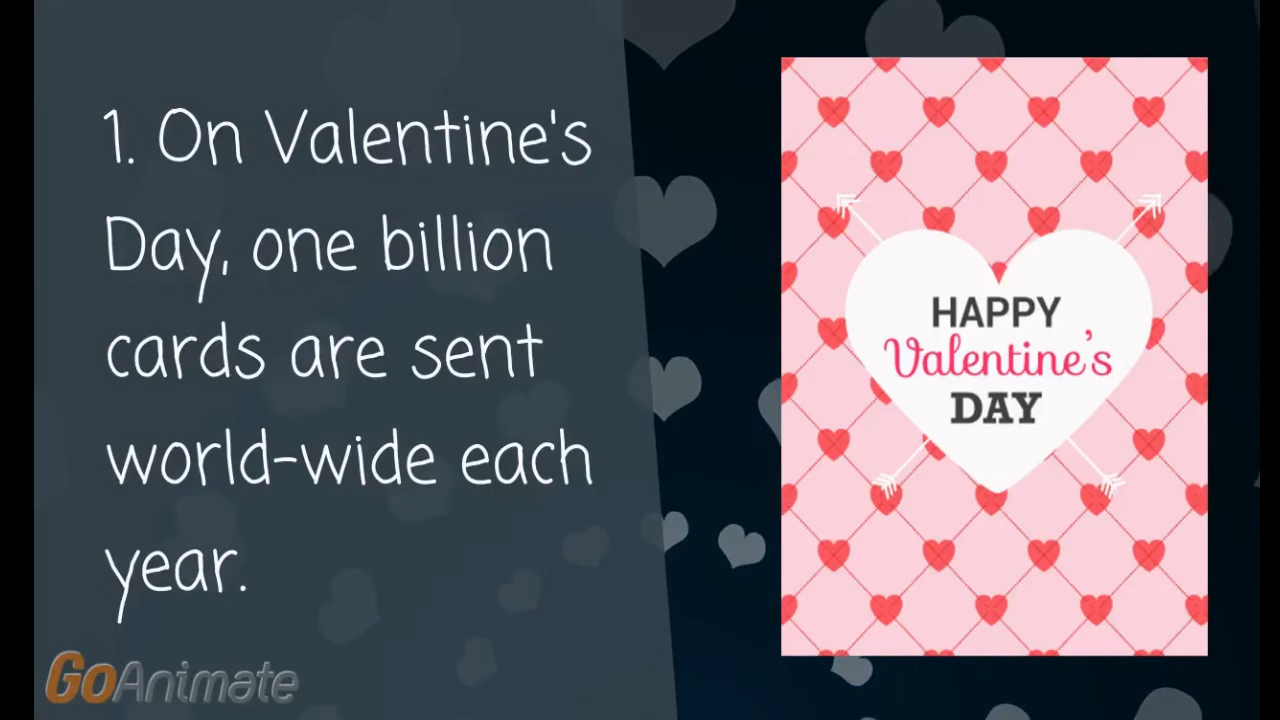 1. On Valentine's
Day, one billion
cards are sent
world-wide each
year.
HAPPY
Valentine's
DAY
GoAnimate